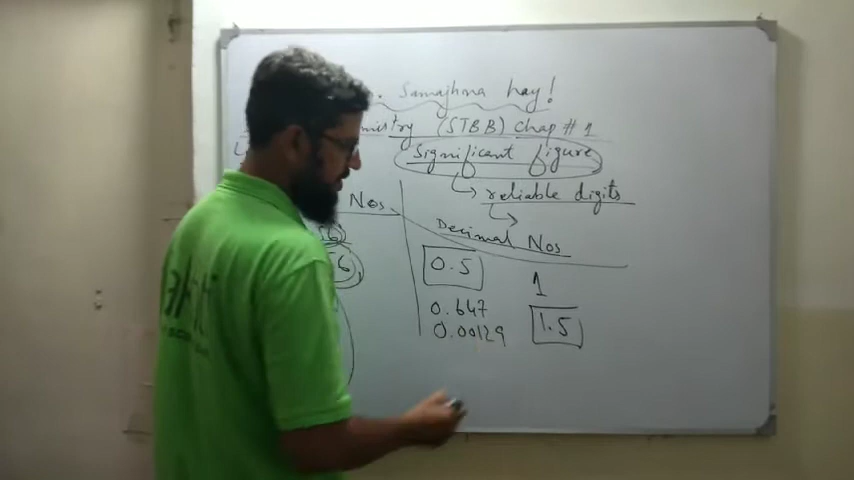 Samajhna hay!
mistry (STBB) Chap # 1
Significant figure
reliable digits
Nos
Decimal Nos
56
0.5
1
0.647
1.5
0.00129